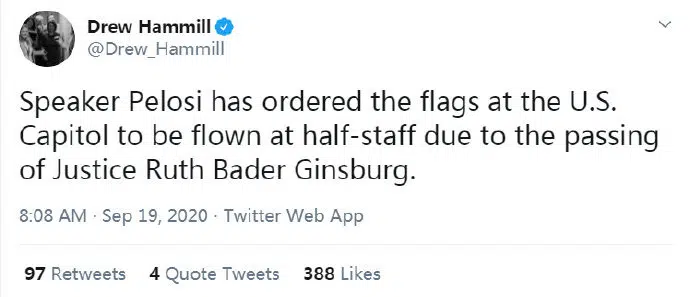 Drew Hammill
@Drew_Hammill
Speaker Pelosi has ordered the flags at the U.S.
Capitol to be flown at half-staff due to the passing
of Justice Ruth Bader Ginsburg.
8:08 AM · Sep 19, 2020 · Twitter Web App
97 Retweets 4 Quote Tweets 388 Likes